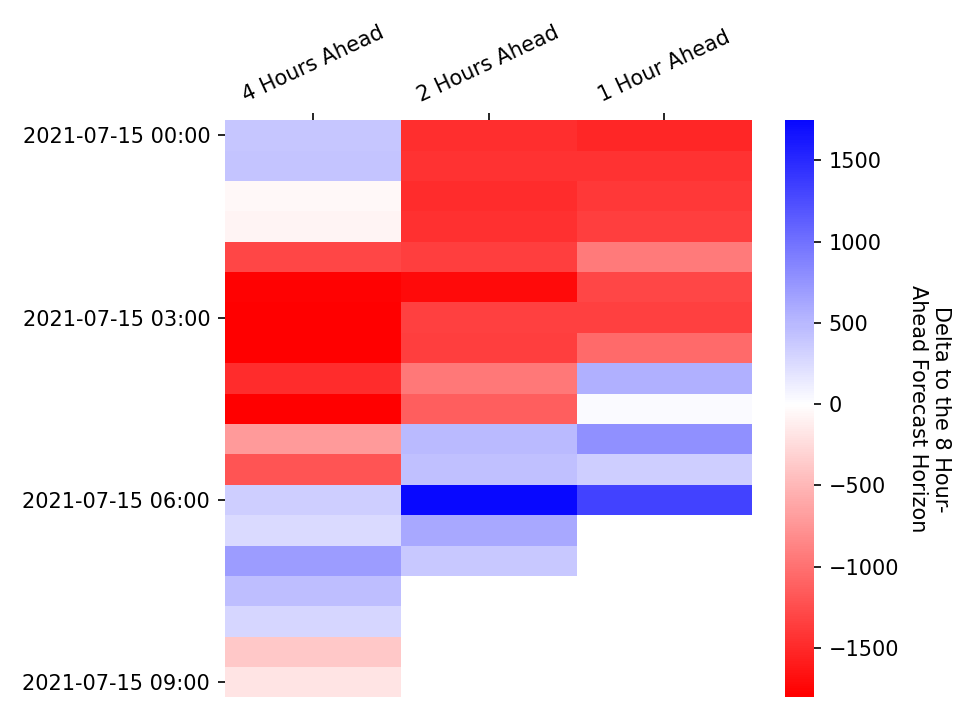 4 Hours Ahead
2 Hours Ahead
1 Hour Ahead
2021-07-15 00:00
2021-07-15 03:00
2021-07-15 06:00
2021-07-15 09:00
1500
1000
500
0
−500
−1000
−1500
Delta to the 8 Hour-
Ahead Forecast Horizon